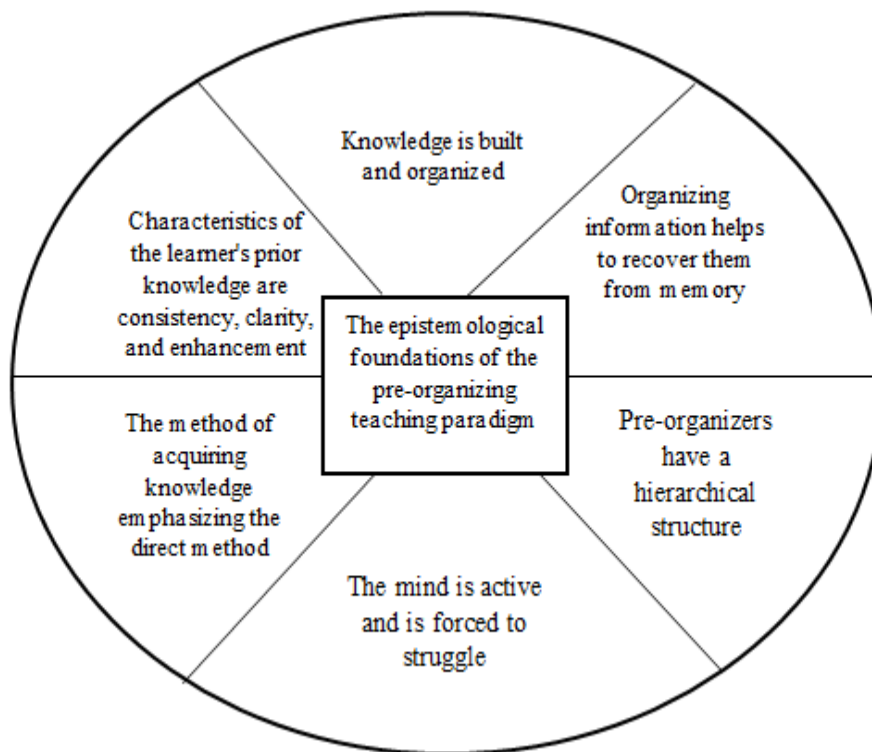 Knowledge is built
and organized
Organizing
information helps
to recover them
from memory
Pre-organizers
have a
hierarchical
structure
The mind is active
and is forced to
struggle
The method of
acquiring
knowledge
emphasizing the
direct method
Characteristics of
the learner's prior
knowledge are
consistency, clarity,
and enhancement
The epistemological
foundations of the
pre-organizing
teaching paradigm